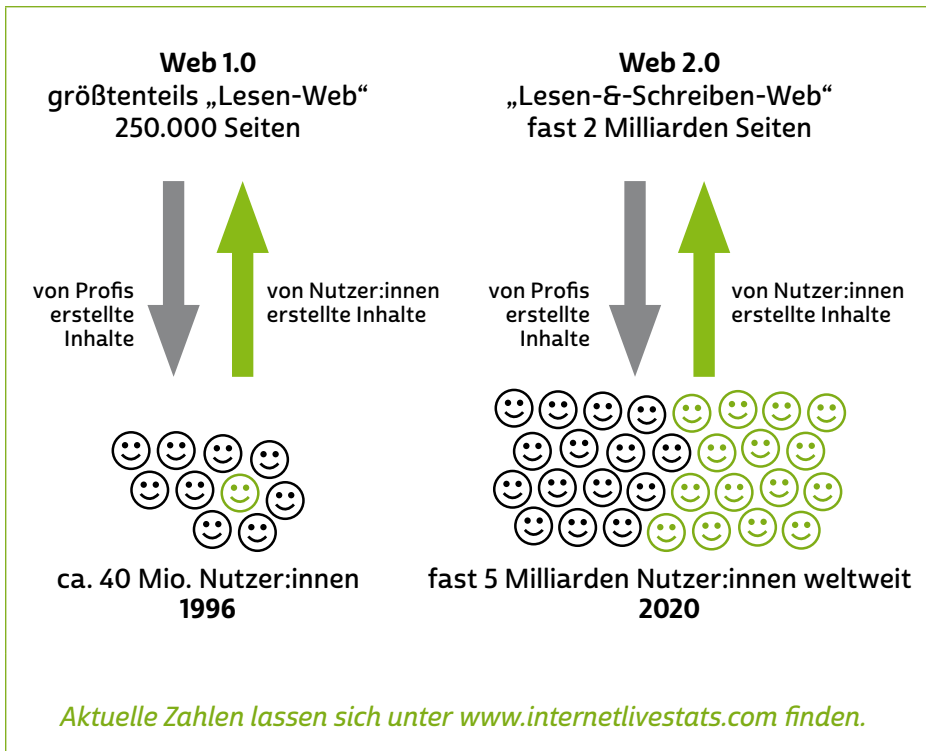 Web 1.0
größtenteils „Lesen-Web“
250.000 Seiten
von Profis
erstellte
Inhalte
von Nutzer:innen
erstellte Inhalte
ca. 40 Mio. Nutzer:innen
1996
Web 2.0
„Lesen-&-Schreiben-Web“
fast 2 Milliarden Seiten
von Profis
erstellte
Inhalte
von Nutzer:innen
erstellte Inhalte
fast 5 Milliarden Nutzer:innen weltweit
2020
Aktuelle Zahlen lassen sich unter www.internetlivestats.com finden.